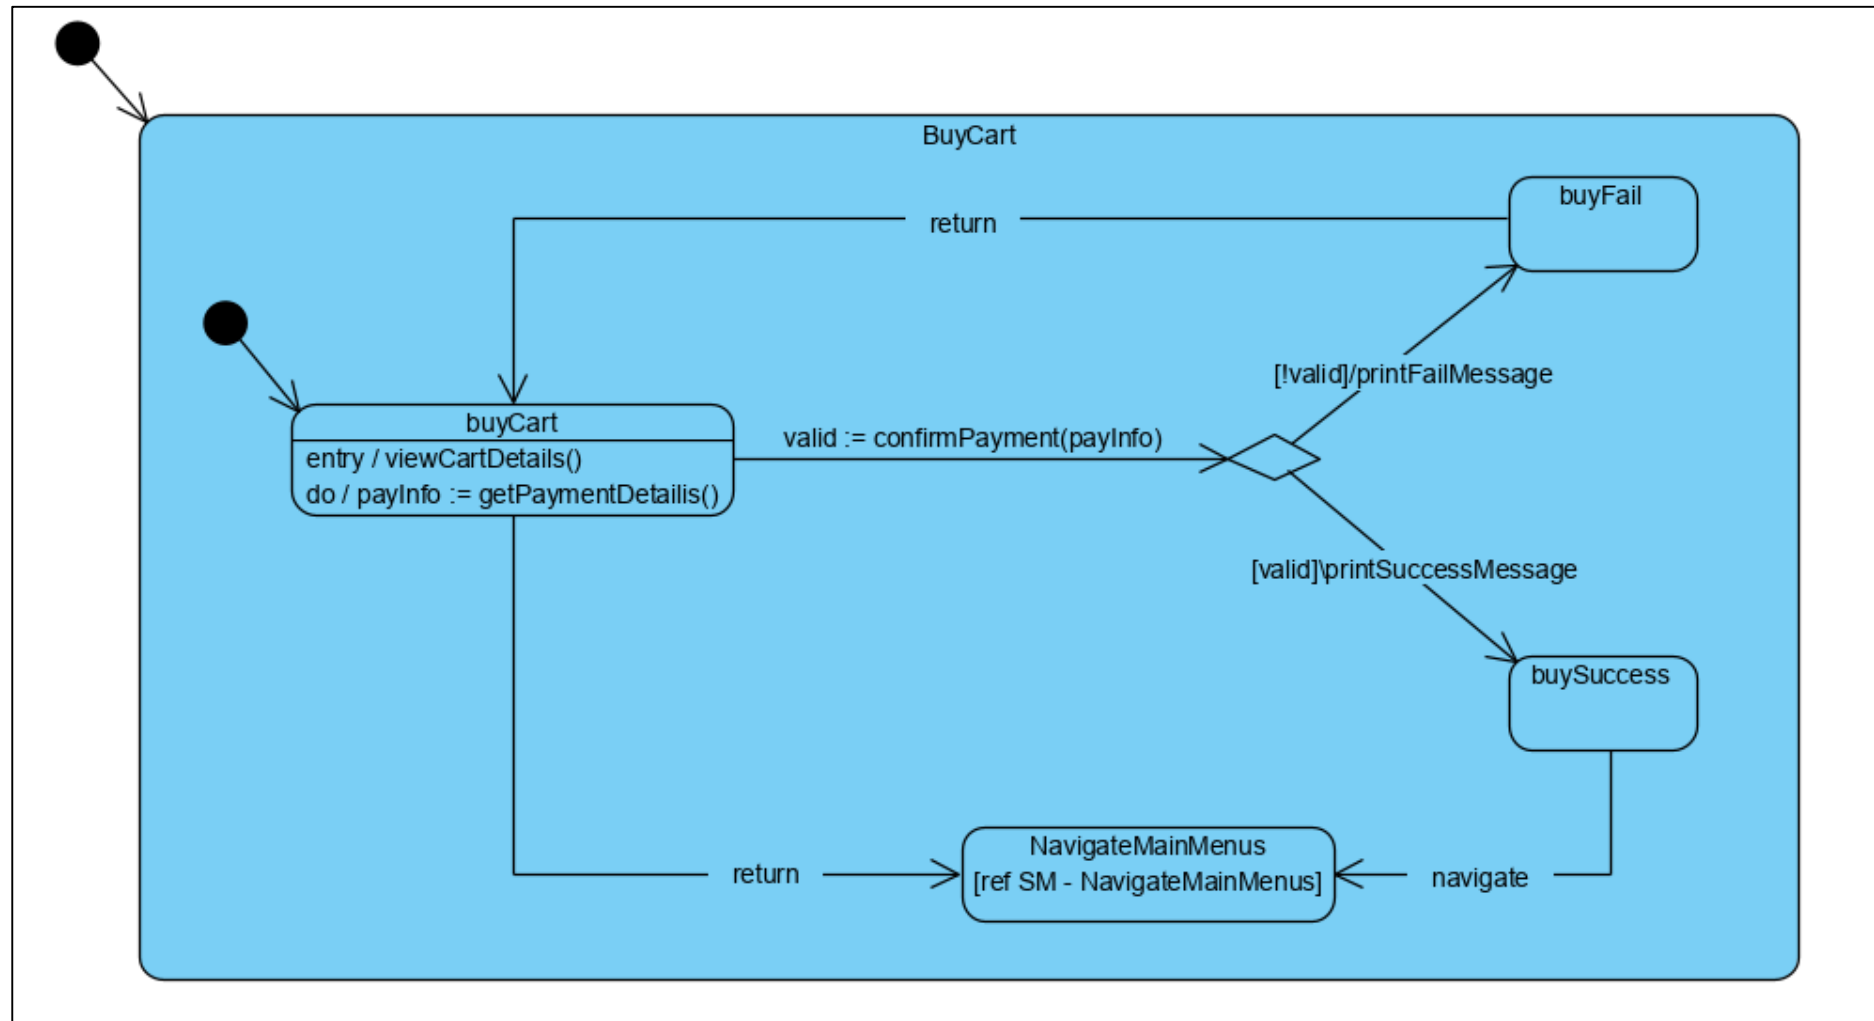 BuyCart
buyFail
return
[!valid]/printFailMessage
buyCart
entry / viewCartDetails()
do / payInfo := getPaymentDetailis()
valid := confirmPayment(payInfo)
[valid]\printSuccessMessage
buySuccess
NavigateMainMenus
[ref SM - NavigateMainMenus]
return
navigate